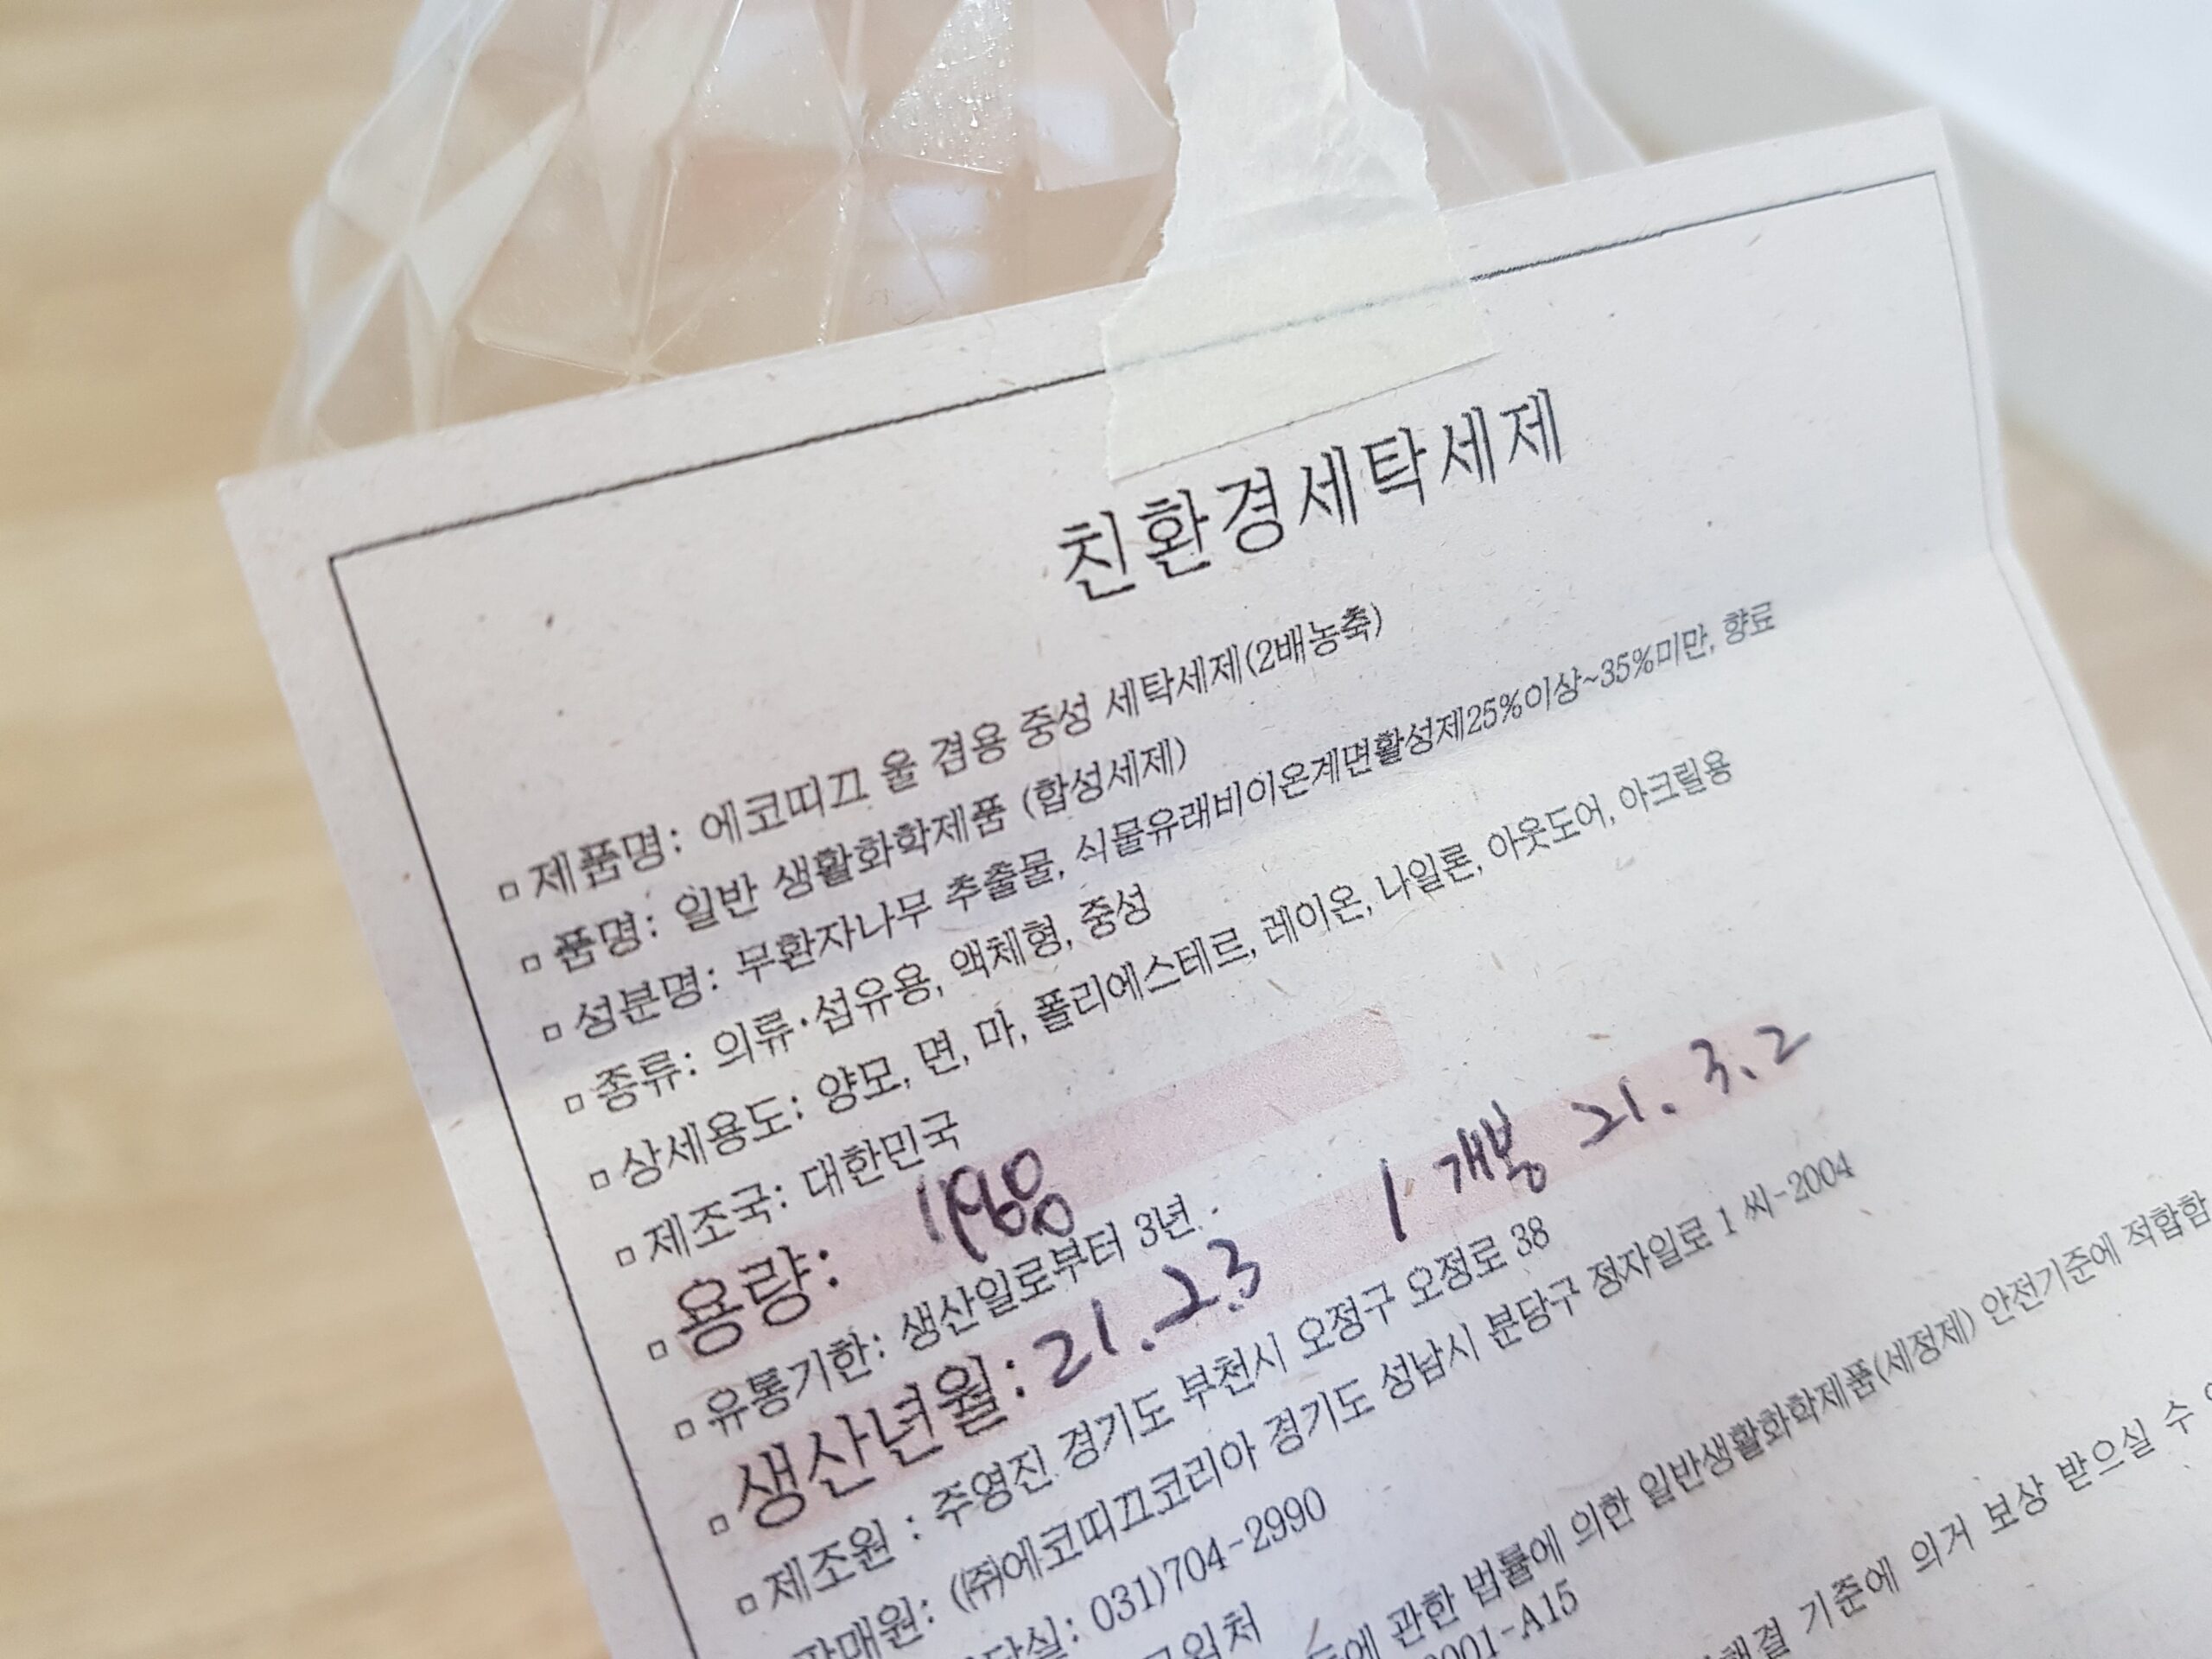 친환경세탁세제
▫ 제품명: 에코띠끄 울 겸용 중성 세탁세제(2배농축)
▫ 품명: 일반 생활화학제품 (합성세제)
▫ 성분명: 무환자나무 추출물, 식물유래비이온계면활성제25%이상~35%미만, 향료
▫ 종류: 의류·섬유용, 액체형, 중성
▫ 상세용도: 양모, 면, 마, 폴리에스테르, 레이온, 나일론, 아웃도어, 아크릴용
▫ 제조국: 대한민국
▫ 용량:
▫ 유통기한: 생산일로부터 3년
▫ 생산년월: 21.2.3 / 개봉 21.3.2
▫ 제조원 : 주영진 경기도 부천시 오정구 오정로 38
판매원: (주)에코띠끄코리아 경기도 성남시 분당구 정자일로 1 씨-2004
담실: 031)704-2990
구입처
등에 관한 법률에 의한 일반생활화학제품(세정제) 안전기준에 적합함
001-A15
해결 기준에 의거 보상 받으실 수